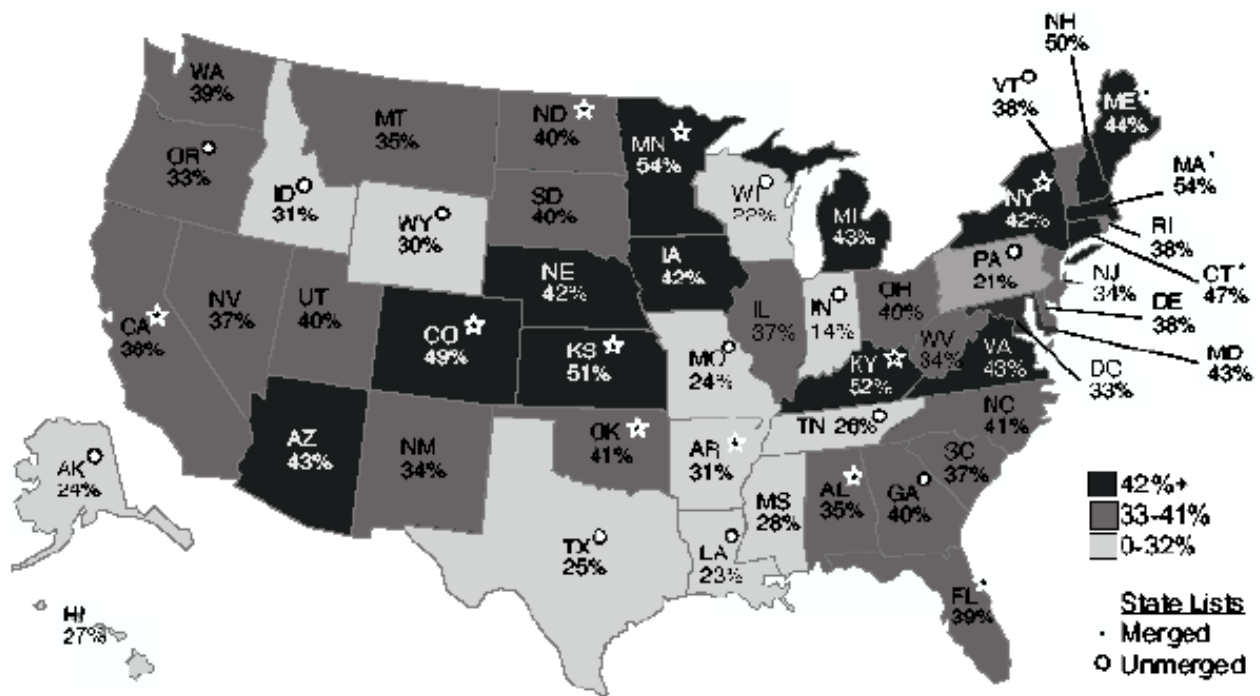 NH
50%
VT
38%
ME
44%
WA
39%
MT
35%
ND
40%
MN
54%
OR
33%
ID
31%
WY
30%
SD
40%
WI
22%
MI
43%
NY
42%
MA
54%
RI
38%
CT
47%
PA
21%
NJ
34%
DE
38%
MD
43%
DC
33%
NE
42%
IA
42%
NV
37%
UT
40%
CA
CO
49%
KS
51%
MO
24%
IL
37%
IN
14%
OH
40%
WV
34%
VA
43%
KY
52%
TN 26%
NC
41%
SC
37%
AZ
43%
NM
34%
OK
41%
AR
31%
MS
28%
AL
35%
GA
40%
AK
24%
TX
25%
LA
23%
FL
39%
HI
27%
42%+
33-41%
0-32%
State Lists
Merged
Unmerged